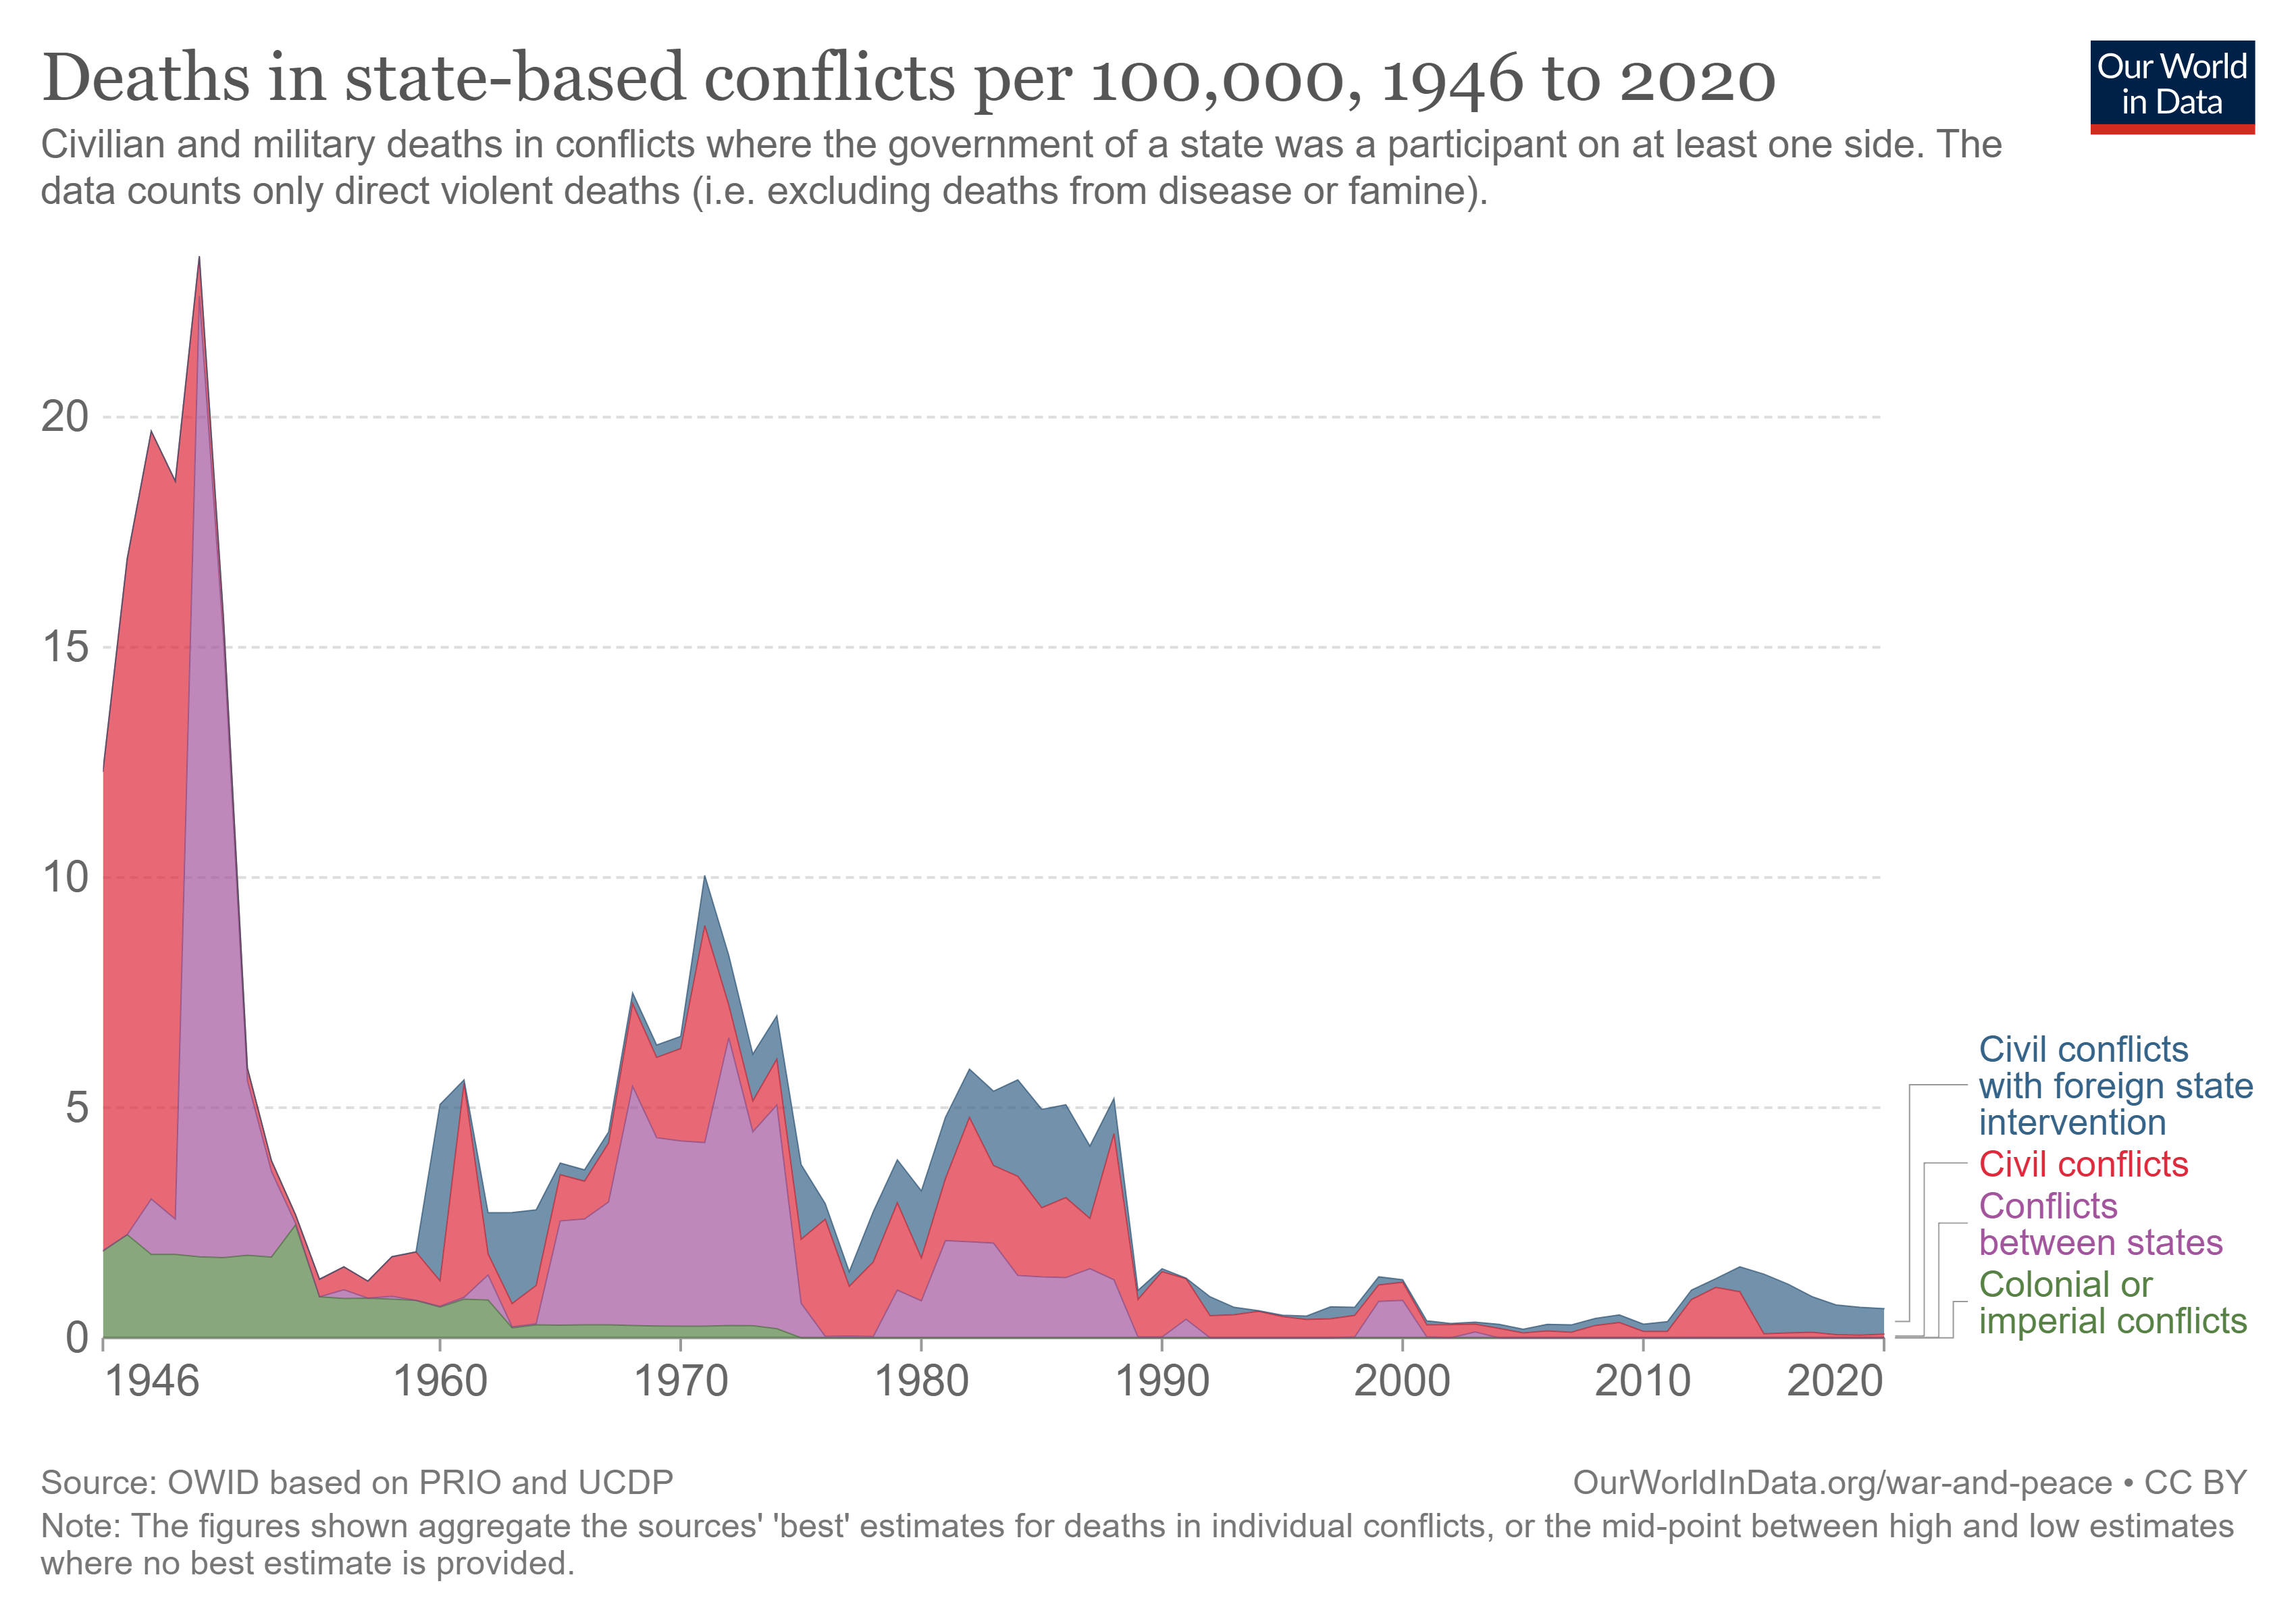 Deaths in state-based conflicts per 100,000, 1946 to 2020
Our World
in Data
Civilian and military deaths in conflicts where the government of a state was a participant on at least one side. The
data counts only direct violent deaths (i.e. excluding deaths from disease or famine).
20
15
10
5
0
Civil conflicts
with foreign state
intervention
Civil conflicts
Conflicts
between states
Colonial or
imperial conflicts
1946 1960 1970 1980 1990 2000 2010 2020
Source: OWID based on PRIO and UCDP
OurWorldInData.org/war-and-peace • CC BY
Note: The figures shown aggregate the sources' 'best' estimates for deaths in individual conflicts, or the mid-point between high and low estimates
where no best estimate is provided.